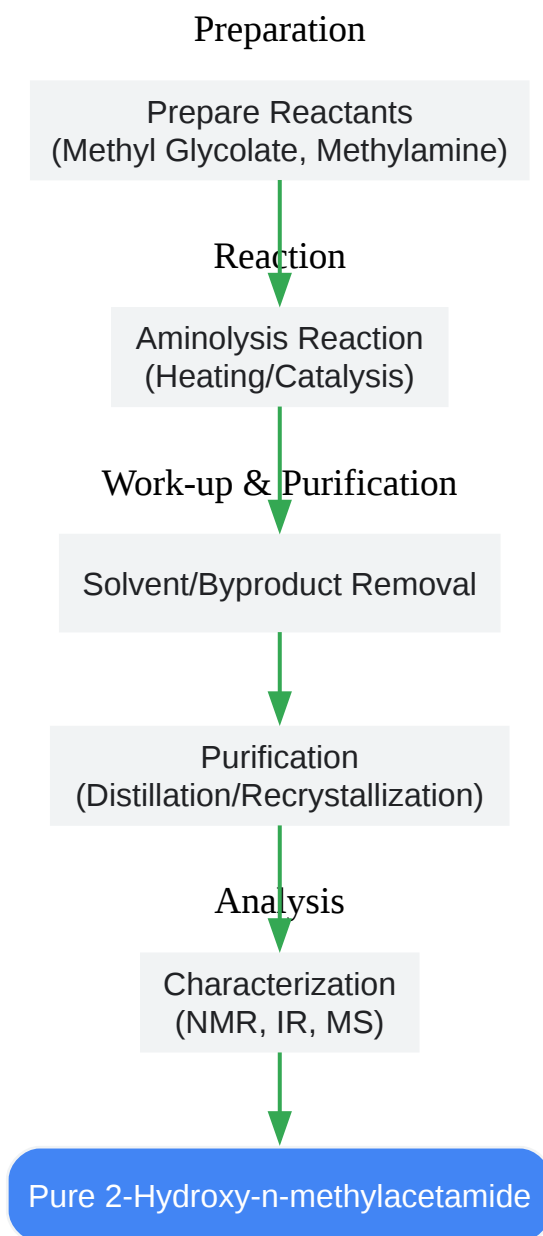 Preparation
Prepare Reactants
(Methyl Glycolate, Methylamine)
Reaction
Aminolysis Reaction
(Heating/Catalysis)
Work-up & Purification
Solvent/Byproduct Removal
Purification
(Distillation/Recrystallization)
Analysis
Characterization
(NMR, IR, MS)
Pure 2-Hydroxy-n-methylacetamide